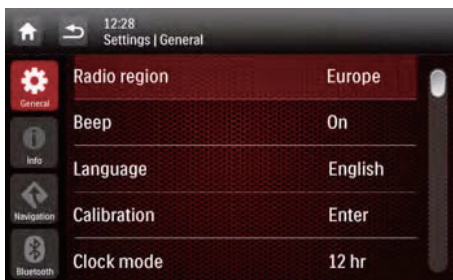 12:28
Settings | General
General
Radio region Europe
Beep On
Info
Language English
Navigation
Calibration Enter
Bluetooth
Clock mode 12 hr